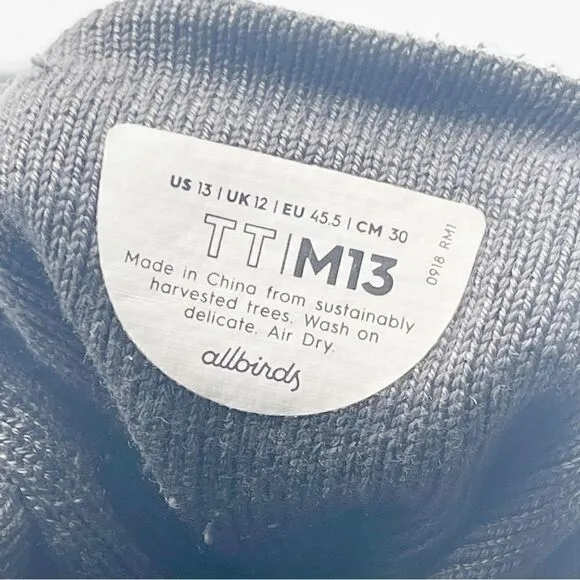 US 13 | UK 12 | EU 45.5 | CM 30
TT|M13
Made in China from sustainably
harvested trees. Wash on
delicate. Air Dry.
allbirds
0918 RM1